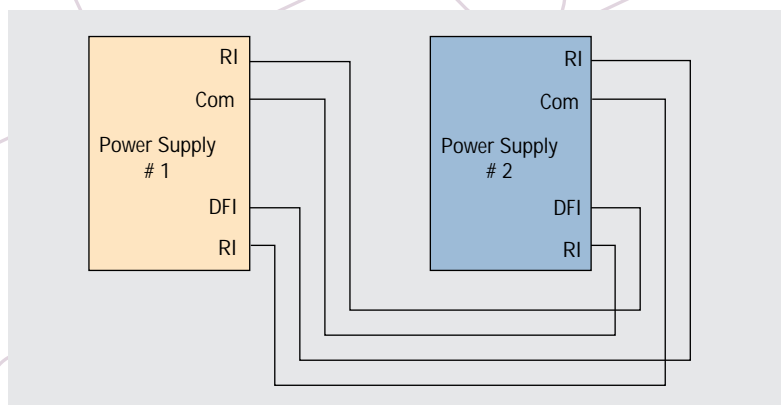 RI
Com
Power Supply
# 1
DFI
RI
RI
Com
Power Supply
# 2
DFI
RI